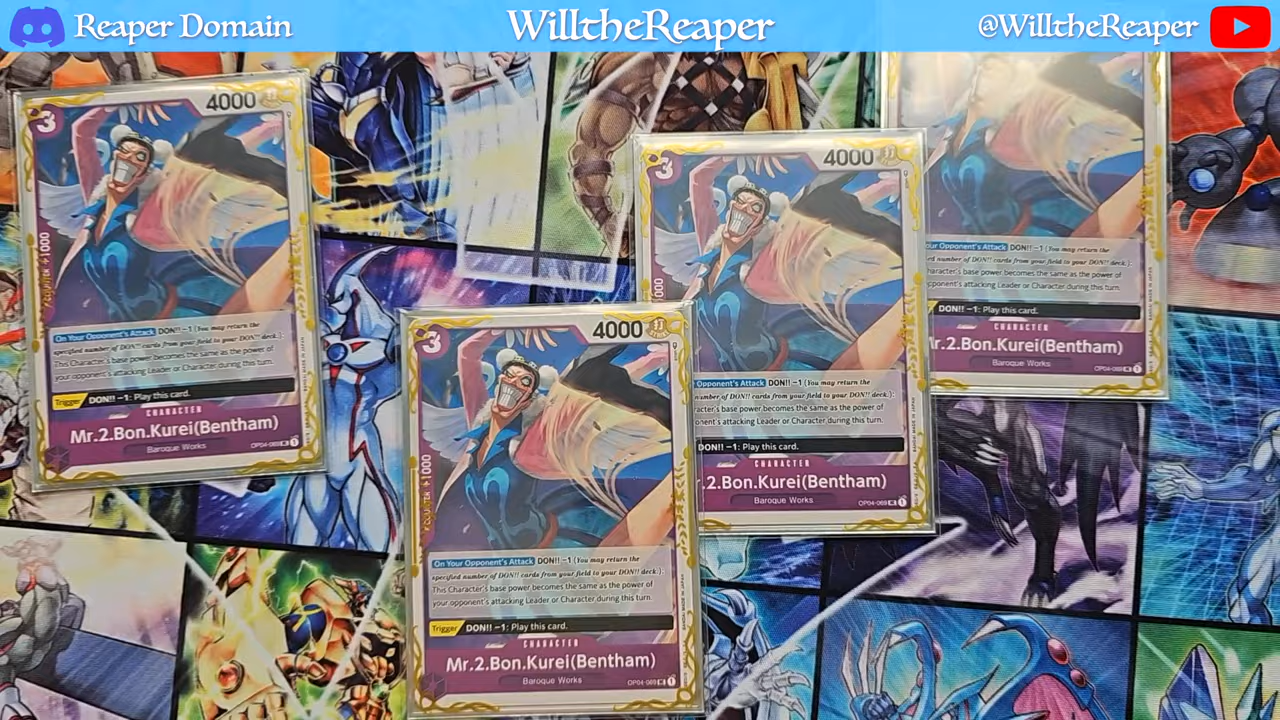 Reaper Domain
WilltheReaper
@WilltheReaper
3
4000
COUNTER +1000
On Your Opponent's Attack DON!! -1 (You may return the
specified number of DON!! cards from your field to your DON!! deck.):
This Character's base power becomes the same as the power of
your opponent's attacking Leader or Character during this turn.
Trigger DON!! -1: Play this card.
CHARACTER
Mr.2.Bon.Kurei(Bentham)
Baroque Works
OP04-069
3
4000
COUNTER +1000
On Your Opponent's Attack DON!! -1 (You may return the
specified number of DON!! cards from your field to your DON!! deck.):
This Character's base power becomes the same as the power of
your opponent's attacking Leader or Character during this turn.
Trigger DON!! -1: Play this card.
CHARACTER
Mr.2.Bon.Kurei(Bentham)
Baroque Works
OP04-069
3
4000
Opponent's Attack DON!! -1 (You may return the
number of DON!! cards from your field to your DON!! deck.):
base power becomes the same as the power of
attacking Leader or Character during this turn.
DON!! -1: Play this card.
CHARACTER
.2.Bon.Kurei(Bentham)
Baroque Works
OP04-069
Your Opponent's Attack DON!! -1 (You may return the
number of DON!! cards from your field to your DON!! deck.):
Character's base power becomes the same as the power of
opponent's attacking Leader or Character during this turn.
DON!! -1: Play this card.
CHARACTER
Mr.2.Bon.Kurei(Bentham)
Baroque Works
OP04-069